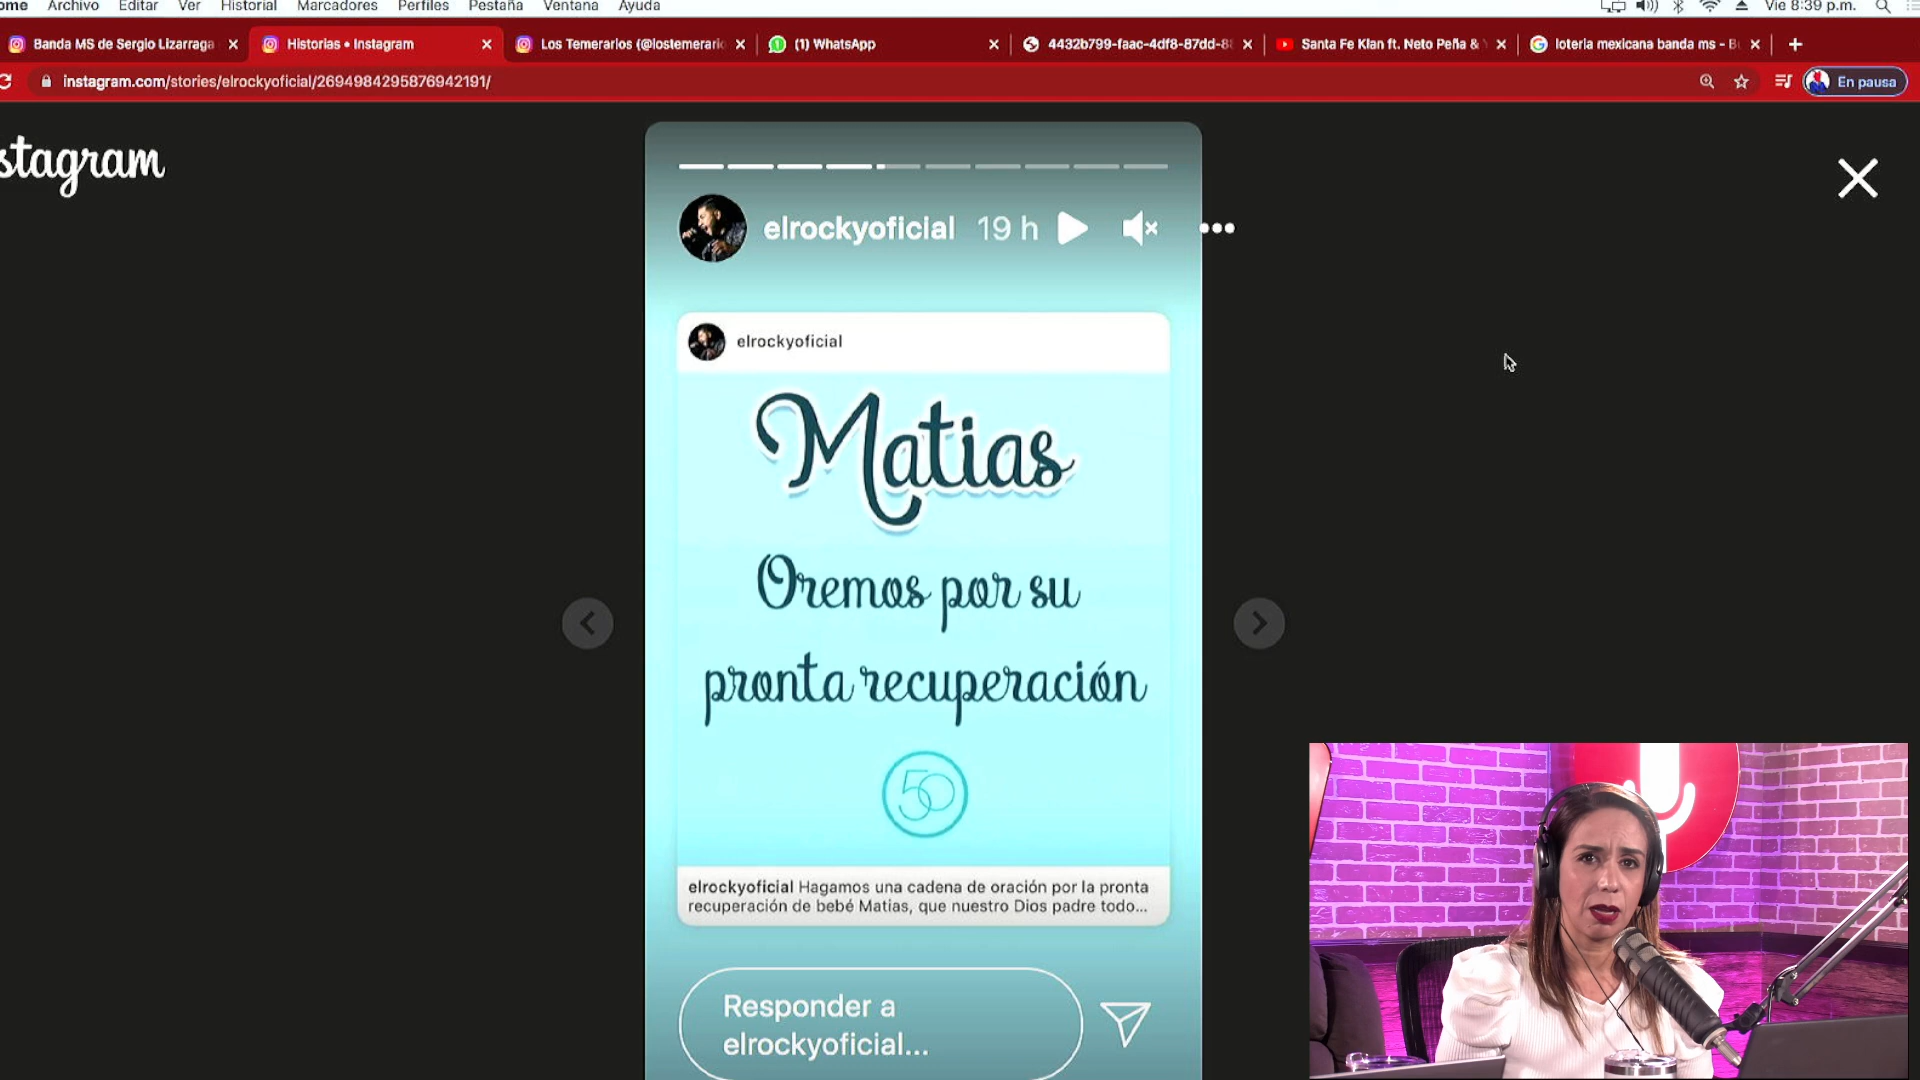 ome Archivo Editar Ver Historial Marcadores Perfiles Pestaña Ventana Ayuda Vie 8:39 p.m.
Banda MS de Sergio Lizarraga Historias • Instagram Los Temerarios (@lostemerario (1) WhatsApp 4432b799-faac-4df8-87dd-8 Santa Fe Klan ft. Neto Peña & loteria mexicana banda ms - B
instagram.com/stories/elrockyoficial/2694984295876942191/ En pausa
stagram
elrockyoficial 19 h
elrockyoficial
Matias
Oremos por su
pronta recuperación
50
elrockyoficial Hagamos una cadena de oración por la pronta
recuperación de bebé Matias, que nuestro Dios padre todo...
Responder a
elrockyoficial...